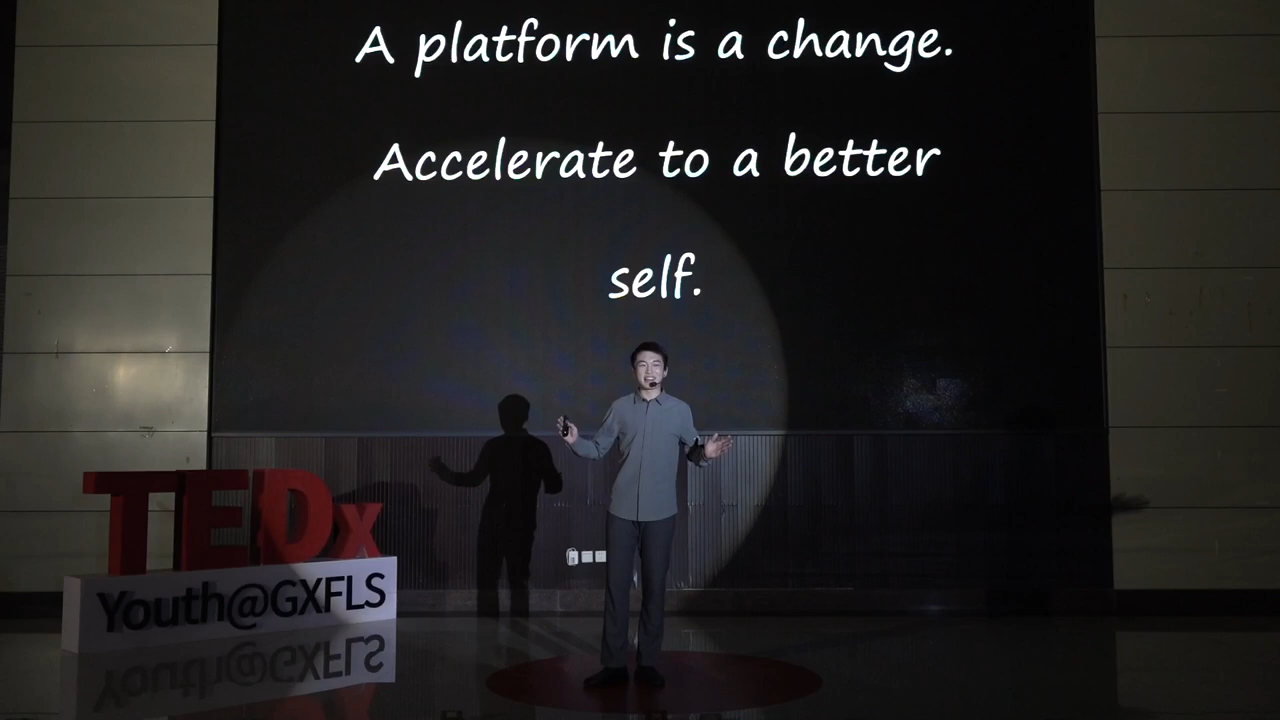 A platform is a change.
Accelerate to a better
self.
TEDx
Youth@GXFLS